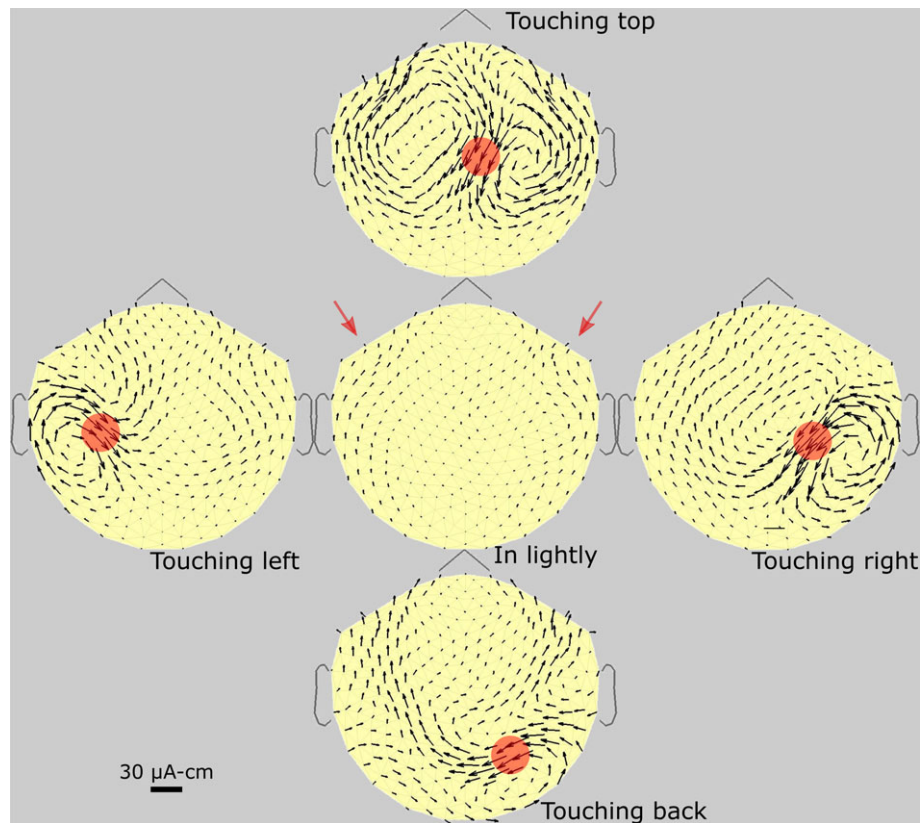 Touching top
Touching left
In lightly
Touching right
30 µA-cm
Touching back